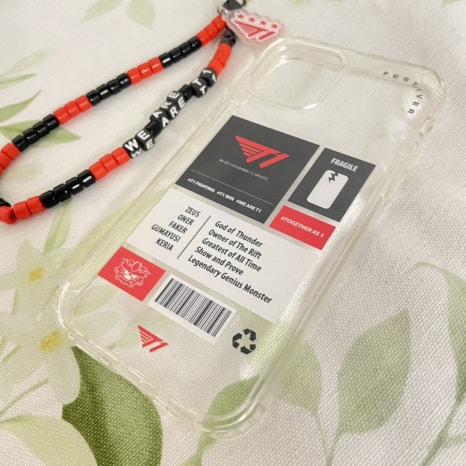 FESTIVER
WE ARE T1
T1
FRAGILE
#T1 FIGHTING #T1 WIN #WE ARE T1
#TOGETHER AS 1
ZEUS
ONER
FAKER
GUMAYUSI
KERIA
God of Thunder
Owner of The Rift
Greatest of All Time
Show and Prove
Legendary Genius Monster